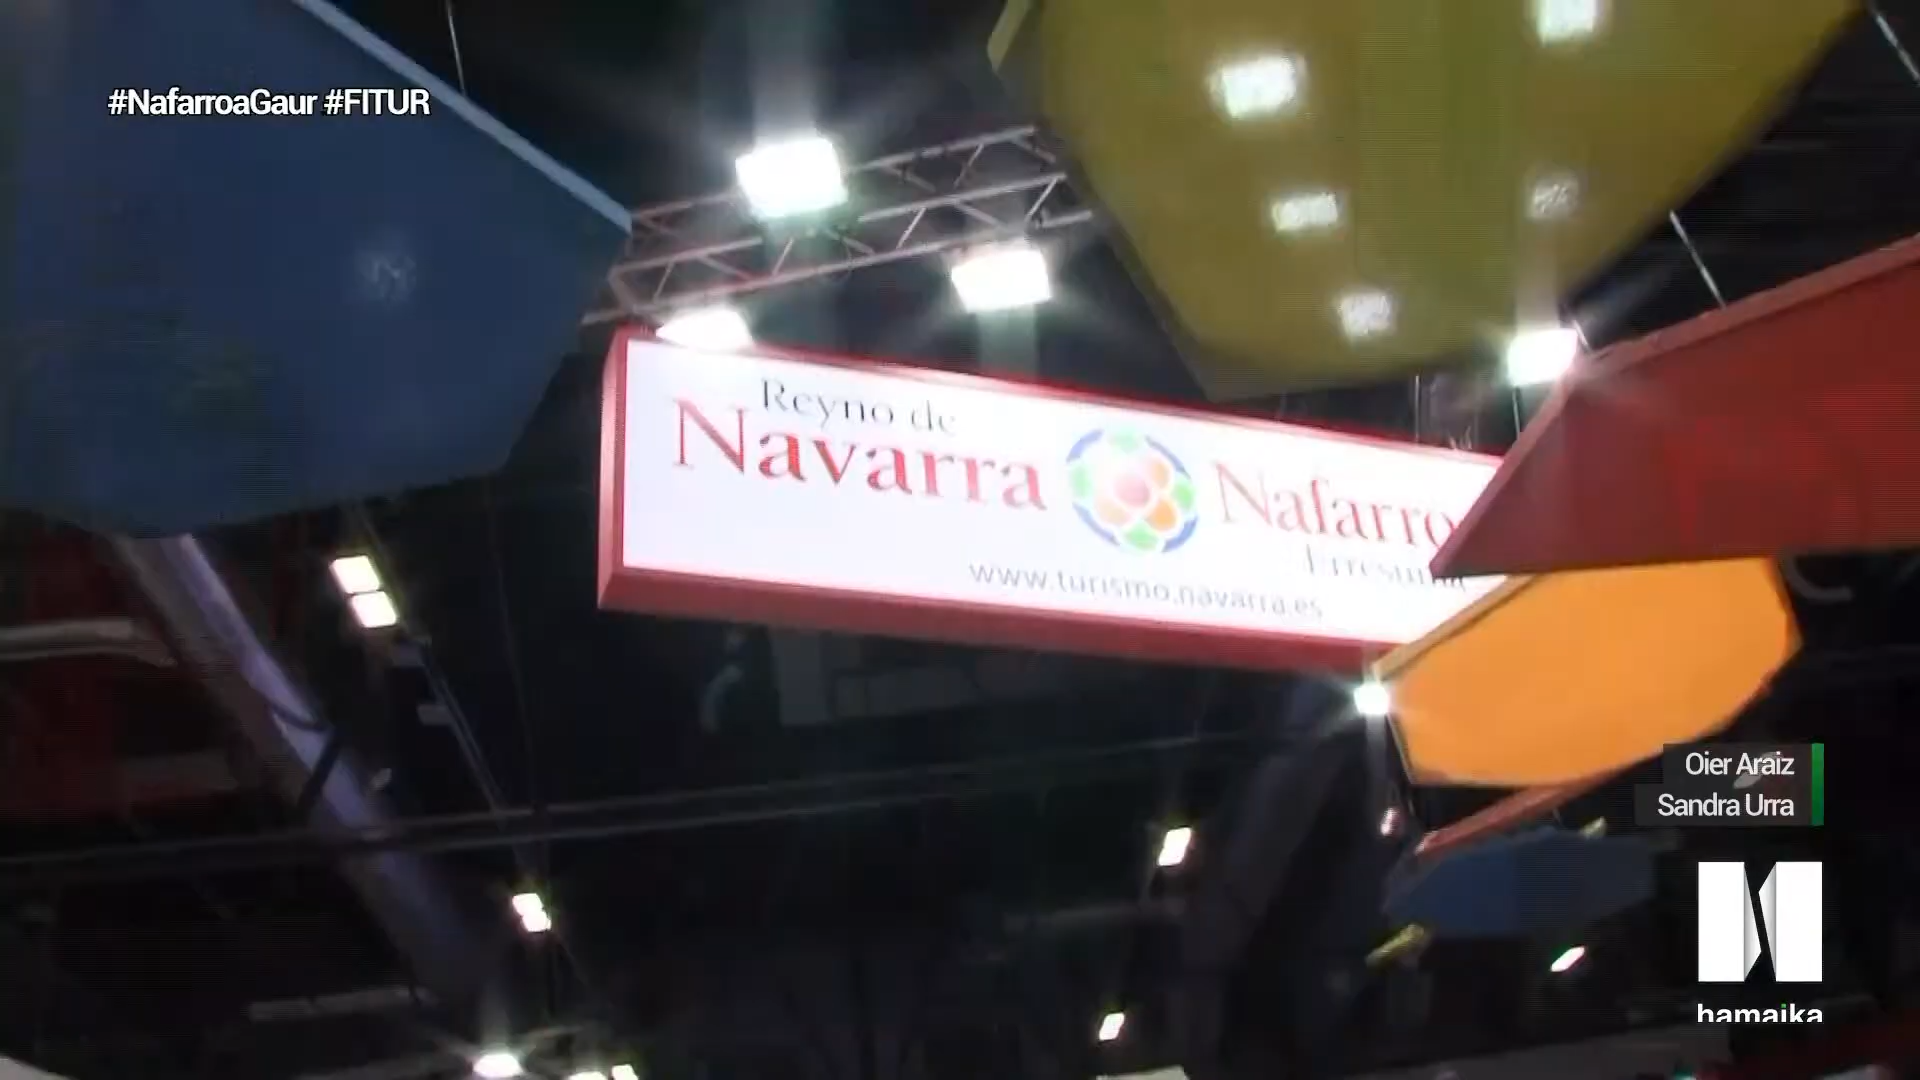 #NafarroaGaur #FITUR
Reyno de
Navarra
Nafarro
www.turismo.navarra.es
Oier Araiz
Sandra Urra
hamaika